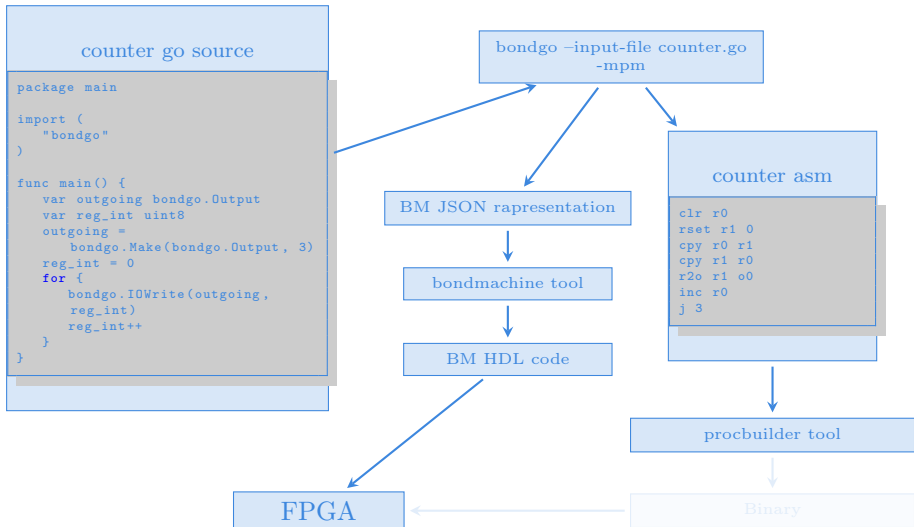 counter go source
package main
import (
"bondgo"
)
func main() {
var outgoing bondgo.Output
var reg_int uint8
outgoing =
bondgo.Make(bondgo.Output, 3)
reg_int = 0
for {
bondgo.IOWrite(outgoing,
reg_int)
reg_int++
}
}
bondgo –input-file counter.go
-mpm
BM JSON rapresentation
bondmachine tool
BM HDL code
FPGA
counter asm
clr r0
rset r1 0
cpy r0 r1
cpy r1 r0
r2o r1 o0
inc r0
j 3
procbuilder tool
Binary